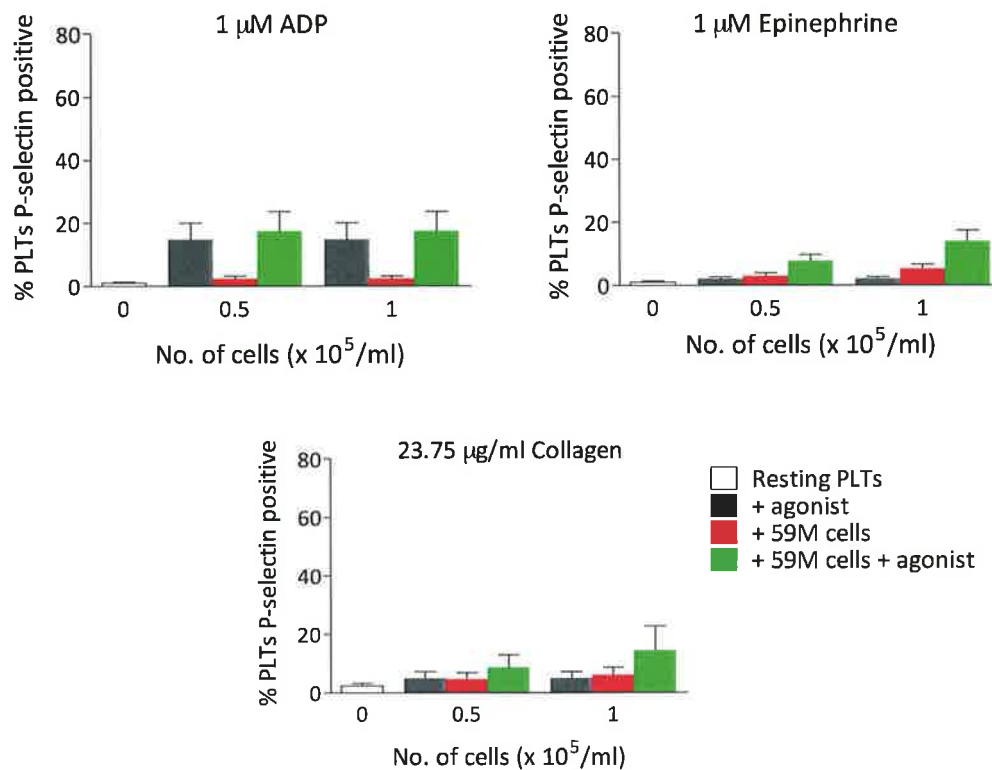 1 µM ADP
% PLTs P-selectin positive
80
60
40
20
0
0 0.5 1
No. of cells (x 10⁵/ml)
1 µM Epinephrine
% PLTs P-selectin positive
80
60
40
20
0
0 0.5 1
No. of cells (x 10⁵/ml)
23.75 µg/ml Collagen
% PLTs P-selectin positive
80
60
40
20
0
0 0.5 1
No. of cells (x 10⁵/ml)
Resting PLTs
+ agonist
+ 59M cells
+ 59M cells + agonist